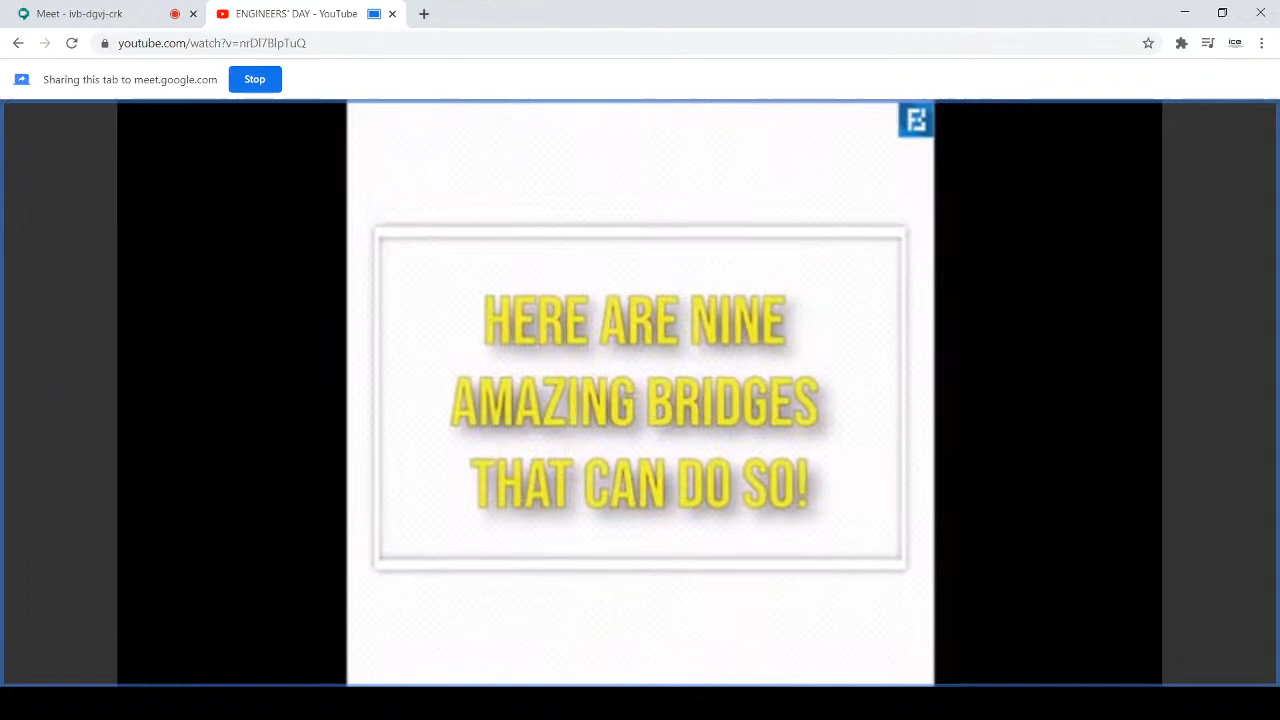 Meet - ivb-dgvj-crk
ENGINEERS' DAY - YouTube
youtube.com/watch?v=nrDl7BlpTuQ
ice
Sharing this tab to meet.google.com
Stop
HERE ARE NINE
AMAZING BRIDGES
THAT CAN DO SO!